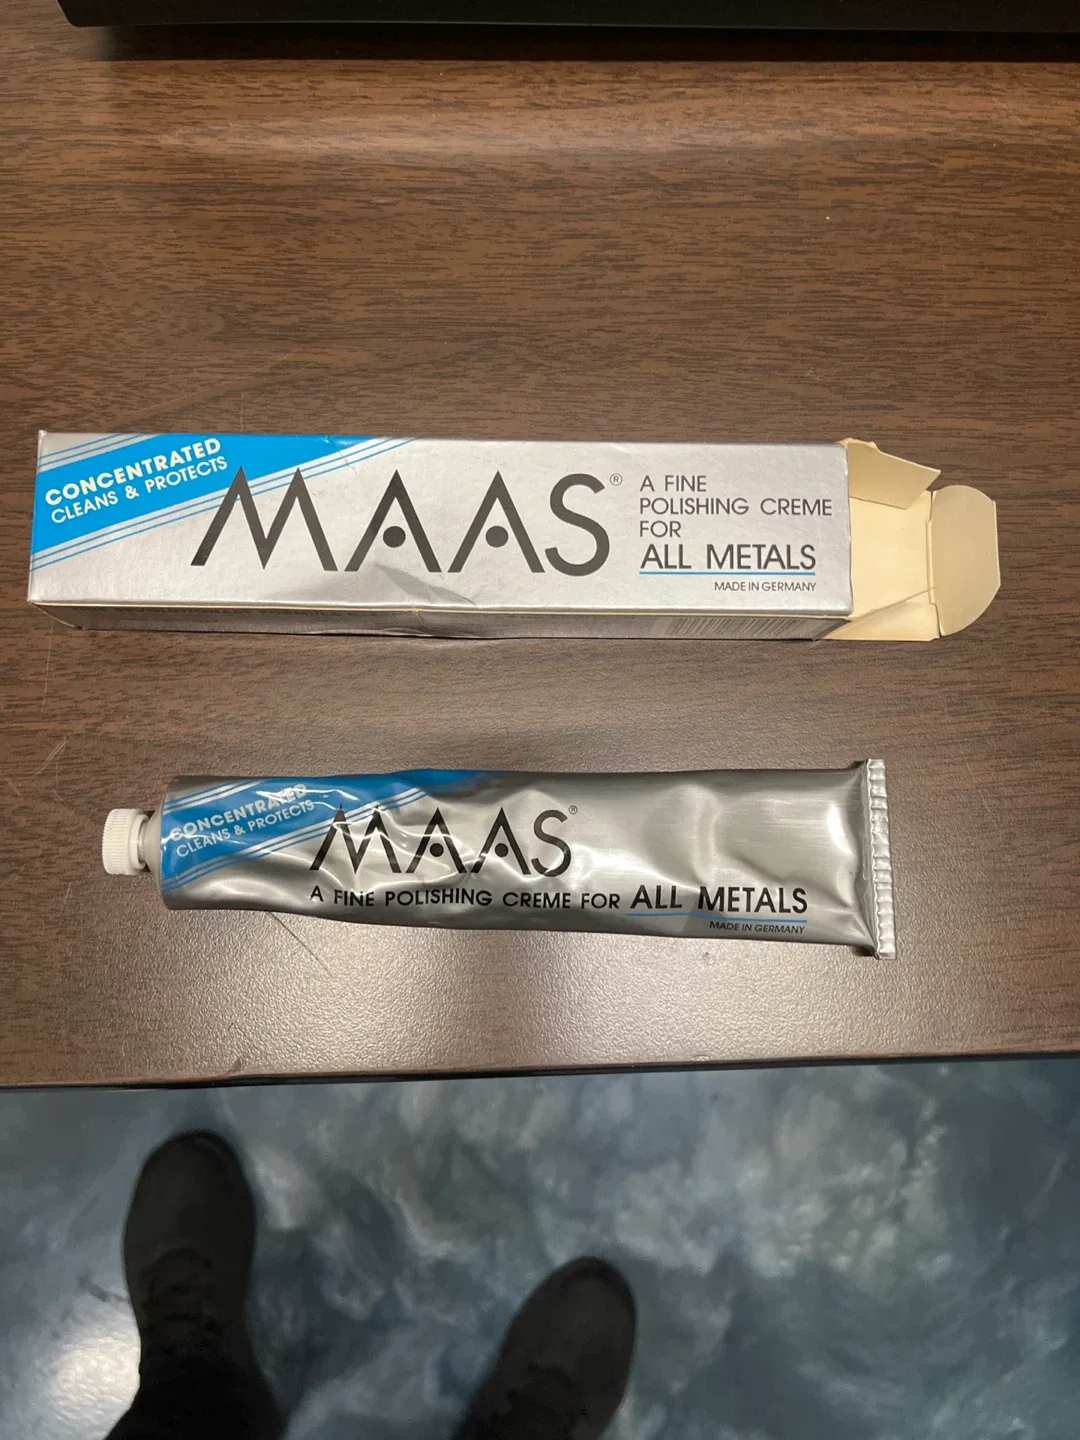 CONCENTRATED
CLEANS & PROTECTS
MAAS®
A FINE
POLISHING CREME
FOR
ALL METALS
MADE IN GERMANY
CONCENTRATED
CLEANS & PROTECTS
MAAS®
A FINE POLISHING CREME FOR ALL METALS
MADE IN GERMANY